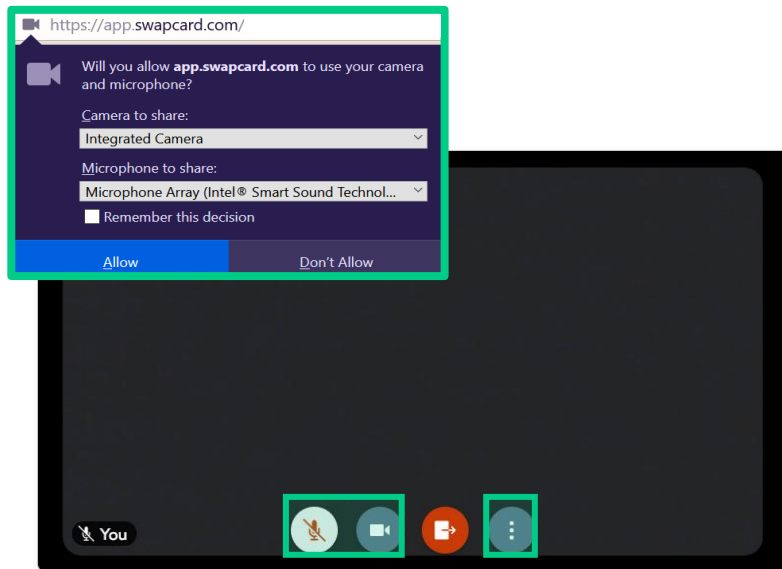 https://app.swapcard.com/
Will you allow app.swapcard.com to use your camera
and microphone?
Camera to share:
Integrated Camera
Microphone to share:
Microphone Array (Intel® Smart Sound Technol...
Remember this decision
Allow
Don't Allow
You